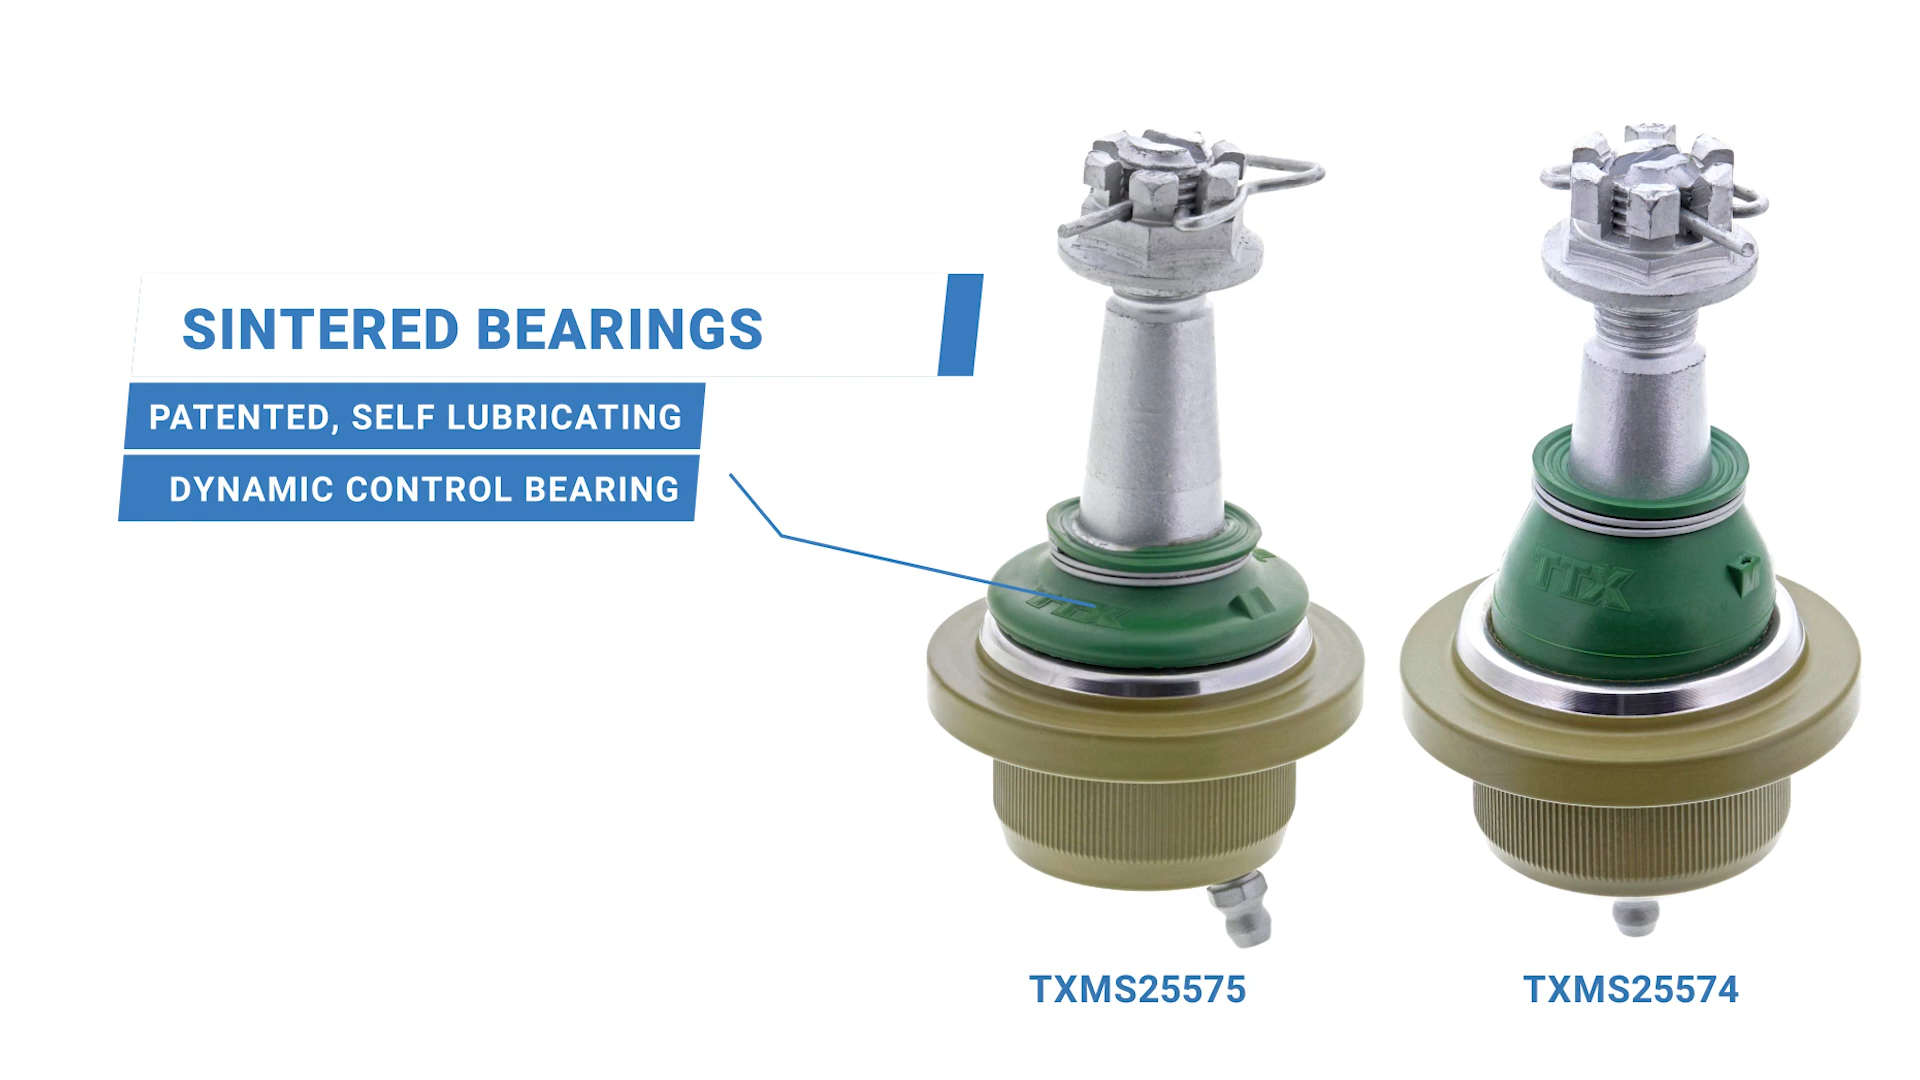 SINTERED BEARINGS
PATENTED, SELF LUBRICATING
DYNAMIC CONTROL BEARING
TTX
TTX
TXMS25575
TXMS25574